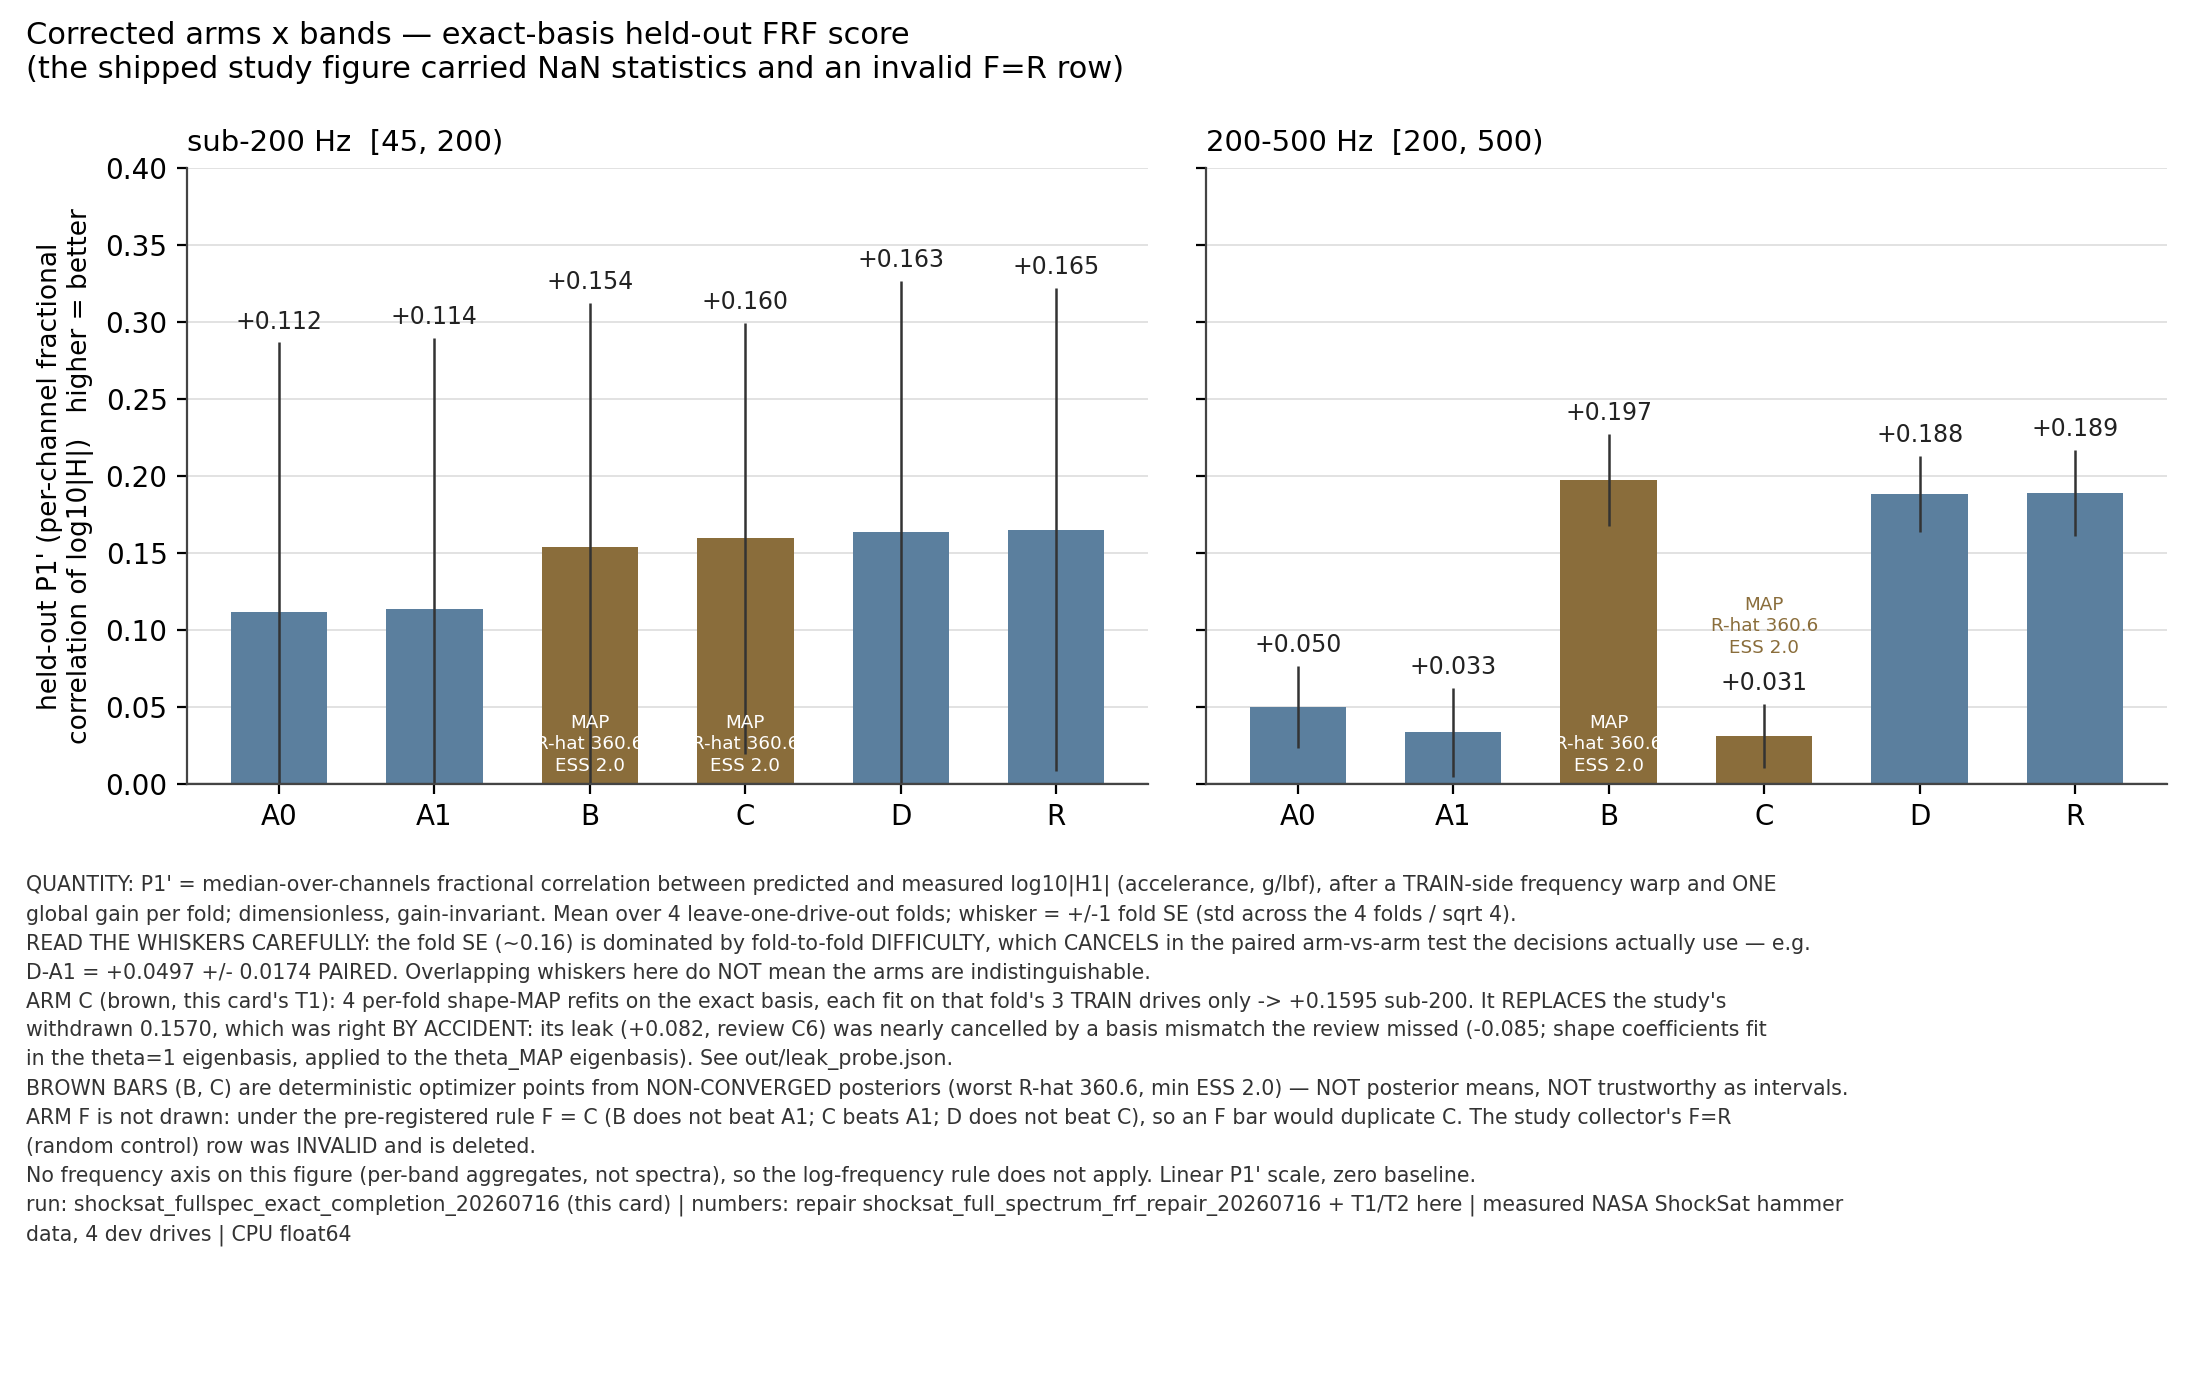 Corrected arms x bands — exact-basis held-out FRF score
(the shipped study figure carried NaN statistics and an invalid F=R row)
sub-200 Hz  [45, 200)
held-out P1' (per-channel fractional
correlation of log10|H|)   higher = better
0.40
0.35
0.30
0.25
0.20
0.15
0.10
0.05
0.00
+0.112
+0.114
+0.154
+0.160
+0.163
+0.165
MAP
R-hat 360.6
ESS 2.0
MAP
R-hat 360.6
ESS 2.0
A0
A1
B
C
D
R
200-500 Hz  [200, 500)
+0.050
+0.033
+0.197
+0.031
+0.188
+0.189
MAP
R-hat 360.6
ESS 2.0
MAP
R-hat 360.6
ESS 2.0
A0
A1
B
C
D
R
QUANTITY: P1' = median-over-channels fractional correlation between predicted and measured log10|H1| (accelerance, g/lbf), after a TRAIN-side frequency warp and ONE
global gain per fold; dimensionless, gain-invariant. Mean over 4 leave-one-drive-out folds; whisker = +/-1 fold SE (std across the 4 folds / sqrt 4).
READ THE WHISKERS CAREFULLY: the fold SE (~0.16) is dominated by fold-to-fold DIFFICULTY, which CANCELS in the paired arm-vs-arm test the decisions actually use — e.g.
D-A1 = +0.0497 +/- 0.0174 PAIRED. Overlapping whiskers here do NOT mean the arms are indistinguishable.
ARM C (brown, this card's T1): 4 per-fold shape-MAP refits on the exact basis, each fit on that fold's 3 TRAIN drives only -> +0.1595 sub-200. It REPLACES the study's
withdrawn 0.1570, which was right BY ACCIDENT: its leak (+0.082, review C6) was nearly cancelled by a basis mismatch the review missed (-0.085; shape coefficients fit
in the theta=1 eigenbasis, applied to the theta_MAP eigenbasis). See out/leak_probe.json.
BROWN BARS (B, C) are deterministic optimizer points from NON-CONVERGED posteriors (worst R-hat 360.6, min ESS 2.0) — NOT posterior means, NOT trustworthy as intervals.
ARM F is not drawn: under the pre-registered rule F = C (B does not beat A1; C beats A1; D does not beat C), so an F bar would duplicate C. The study collector's F=R
(random control) row was INVALID and is deleted.
No frequency axis on this figure (per-band aggregates, not spectra), so the log-frequency rule does not apply. Linear P1' scale, zero baseline.
run: shocksat_fullspec_exact_completion_20260716 (this card) | numbers: repair shocksat_full_spectrum_frf_repair_20260716 + T1/T2 here | measured NASA ShockSat hammer
data, 4 dev drives | CPU float64